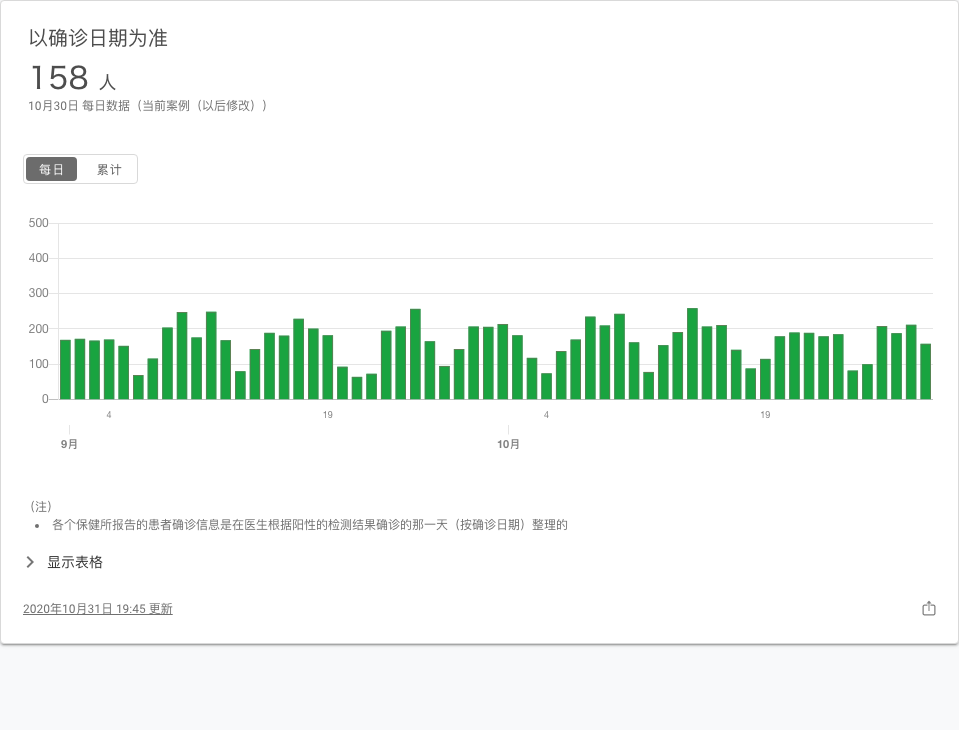 以确诊日期为准
158 人
10月30日 每日数据（当前案例（以后修改））
每日 累计
500
400
300
200
100
0
4 19 4 19
9月 10月
（注）
• 各个保健所报告的患者确诊信息是在医生根据阳性的检测结果确诊的那一天（按确诊日期）整理的
显示表格
2020年10月31日 19:45 更新